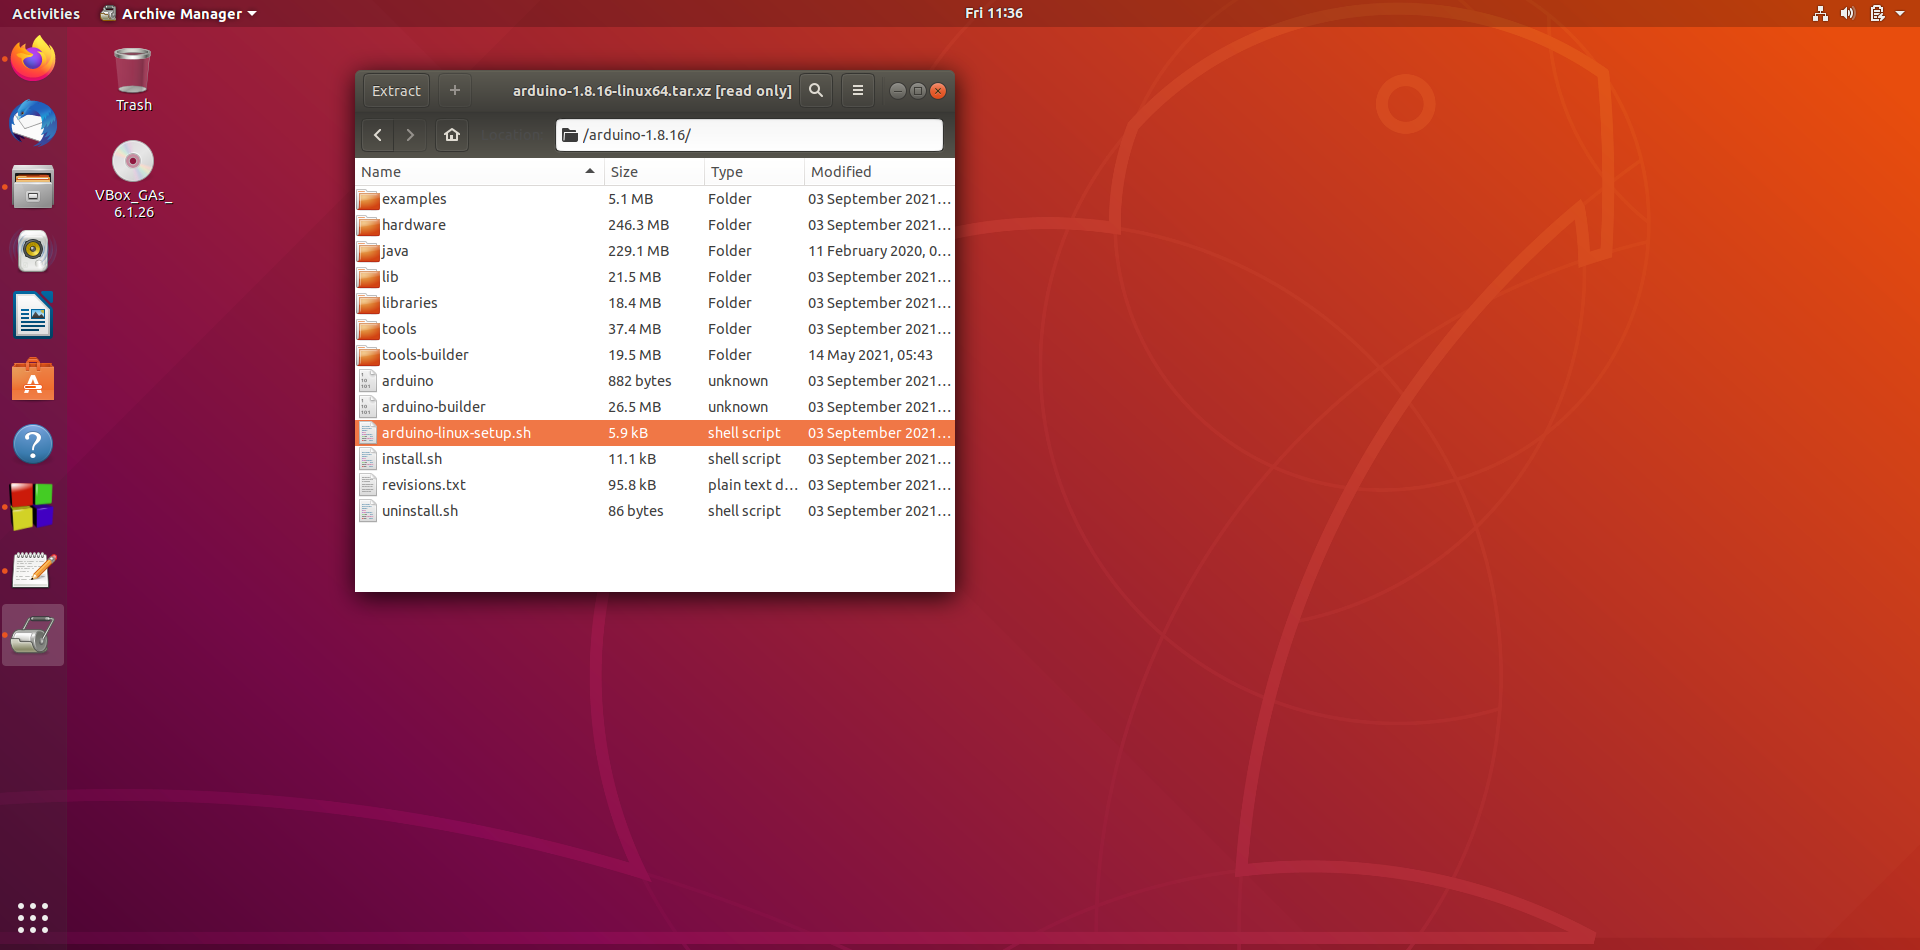 Activities Archive Manager Fri 11:36
Trash
VBox_GAs_
6.1.26
Extract + arduino-1.8.16-linux64.tar.xz [read only]
/arduino-1.8.16/
Name Size Type Modified
examples 5.1 MB Folder 03 September 2021...
hardware 246.3 MB Folder 03 September 2021...
java 229.1 MB Folder 11 February 2020, 0...
lib 21.5 MB Folder 03 September 2021...
libraries 18.4 MB Folder 03 September 2021...
tools 37.4 MB Folder 03 September 2021...
tools-builder 19.5 MB Folder 14 May 2021, 05:43
arduino 882 bytes unknown 03 September 2021...
arduino-builder 26.5 MB unknown 03 September 2021...
arduino-linux-setup.sh 5.9 kB shell script 03 September 2021...
install.sh 11.1 kB shell script 03 September 2021...
revisions.txt 95.8 kB plain text d... 03 September 2021...
uninstall.sh 86 bytes shell script 03 September 2021...